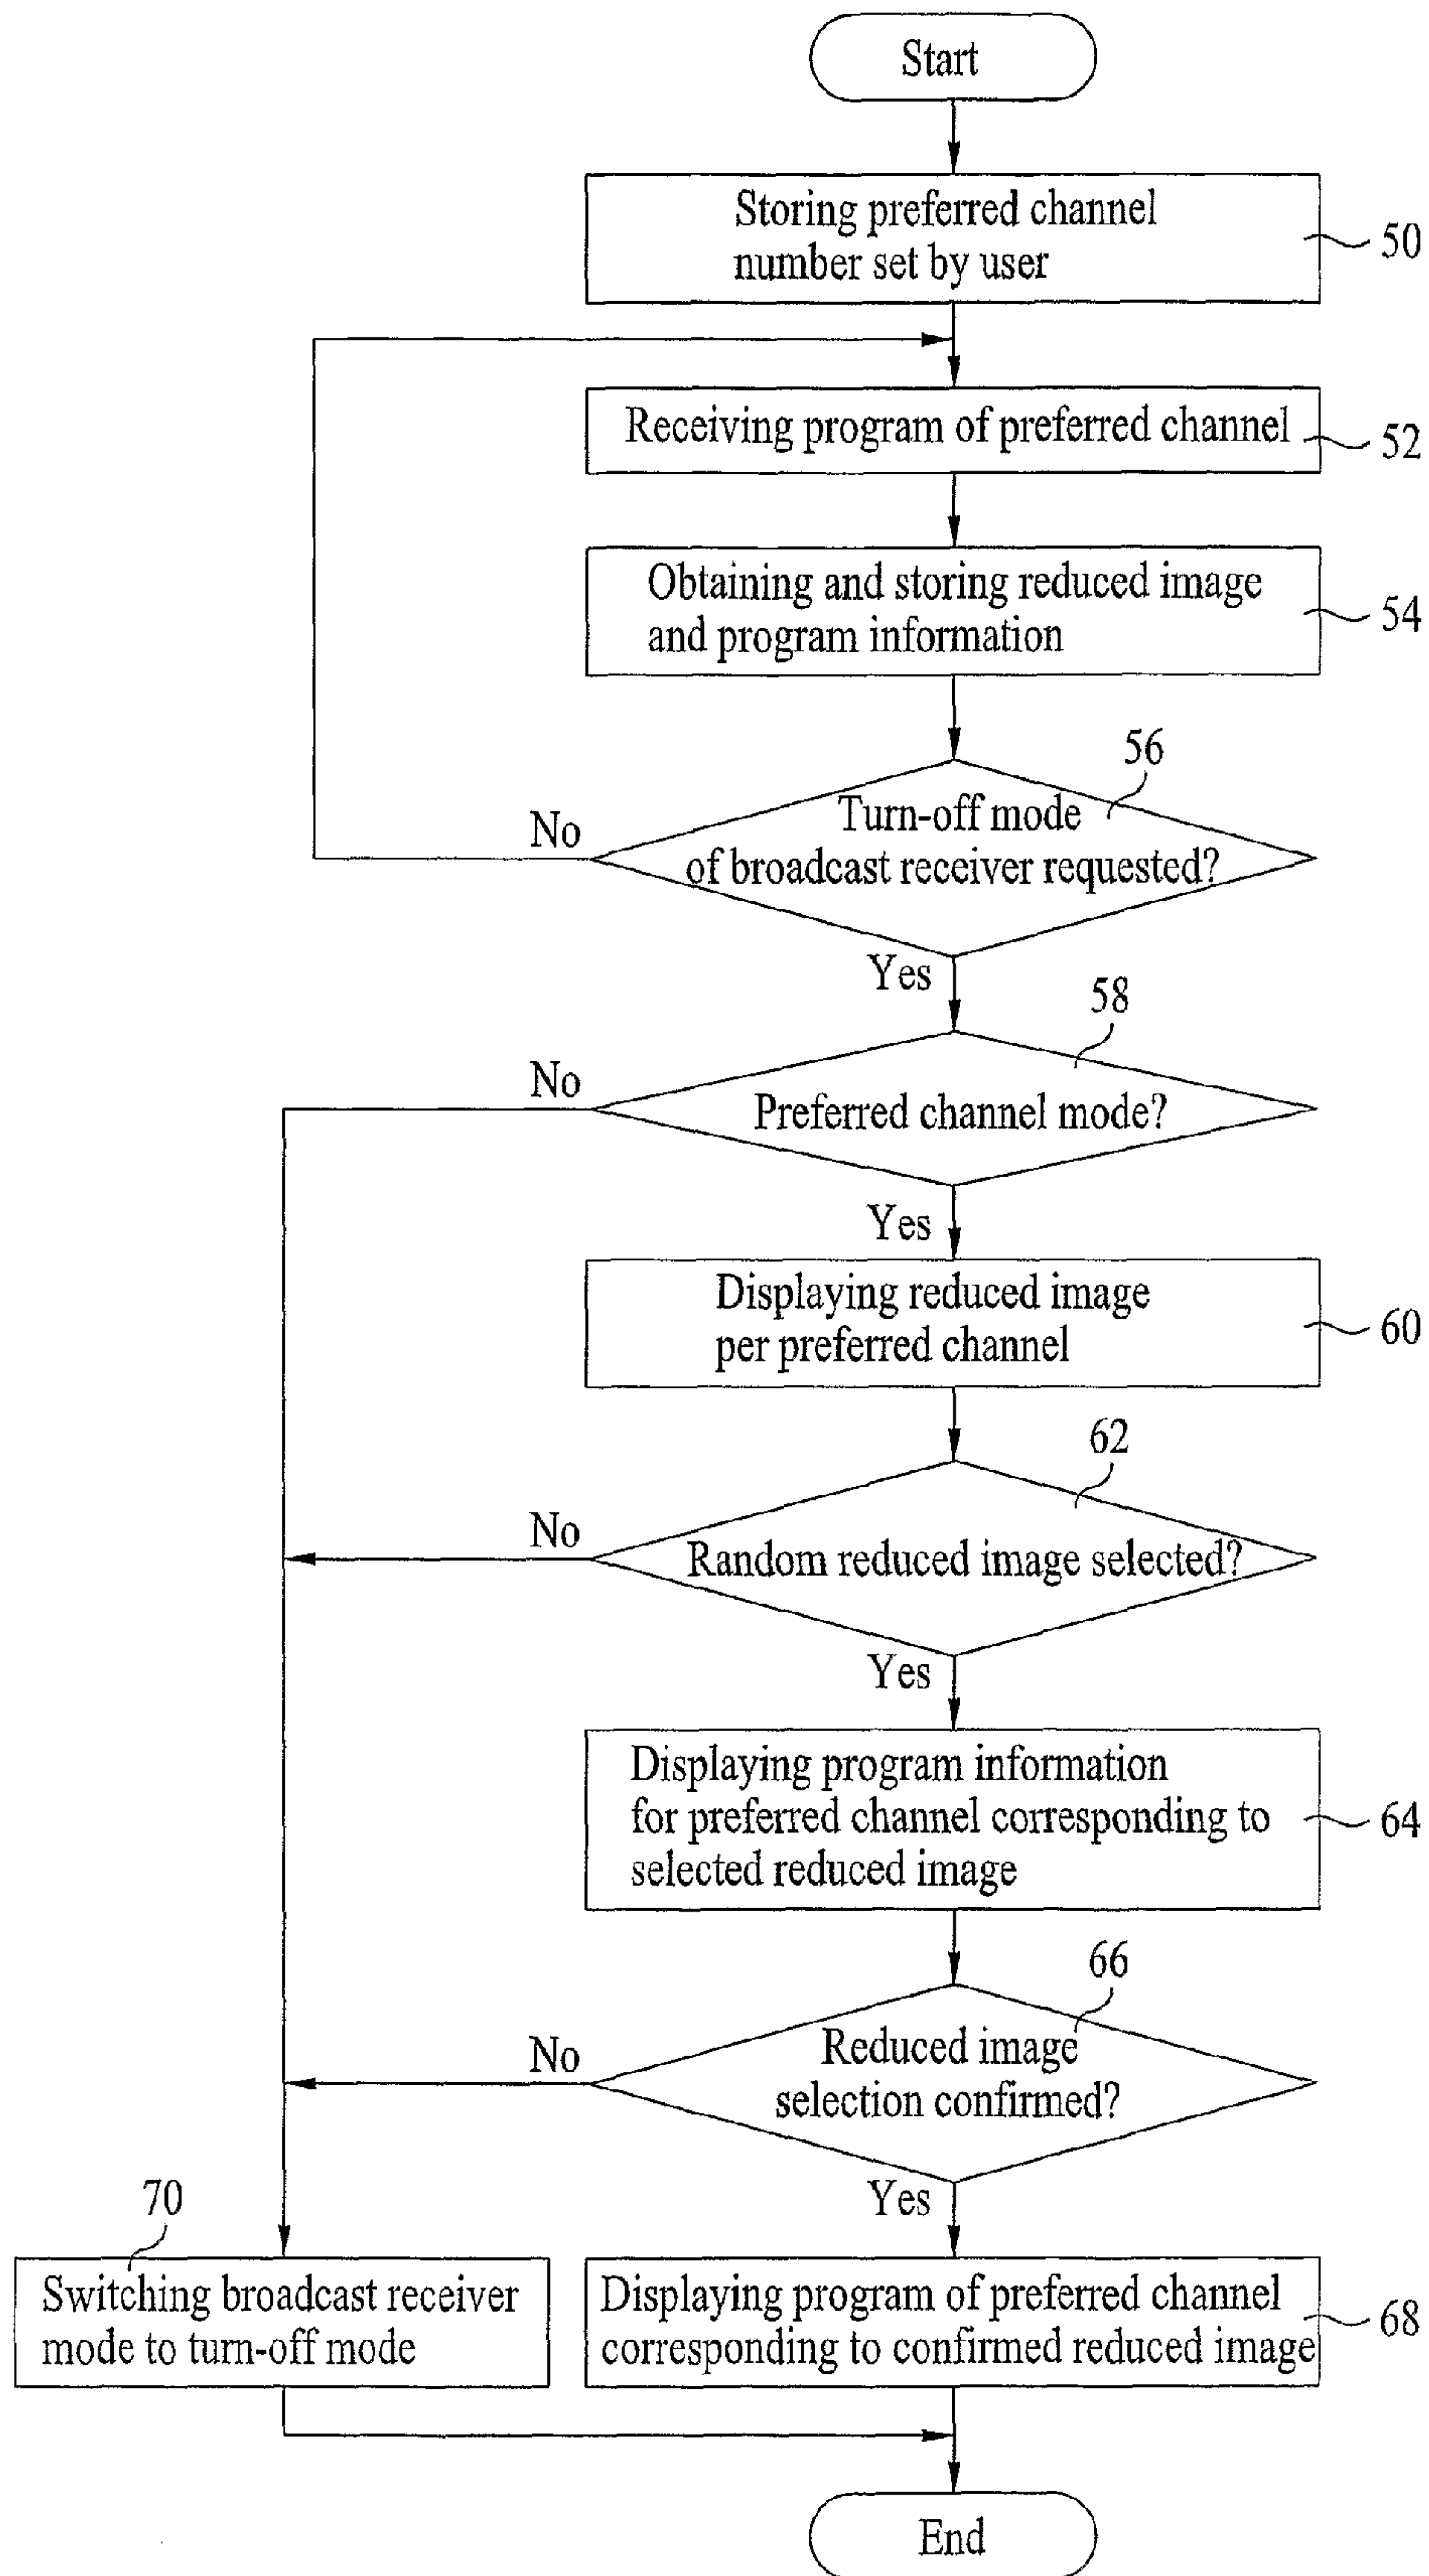 Start
Storing preferred channel
number set by user
50
Receiving program of preferred channel
52
Obtaining and storing reduced image
and program information
54
56
Turn-off mode
of broadcast receiver requested?
No
Yes
58
Preferred channel mode?
No
Yes
Displaying reduced image
per preferred channel
60
62
Random reduced image selected?
No
Yes
Displaying program information
for preferred channel corresponding to
selected reduced image
64
66
Reduced image
selection confirmed?
No
Yes
70
Switching broadcast receiver
mode to turn-off mode
Displaying program of preferred channel
corresponding to confirmed reduced image
68
End